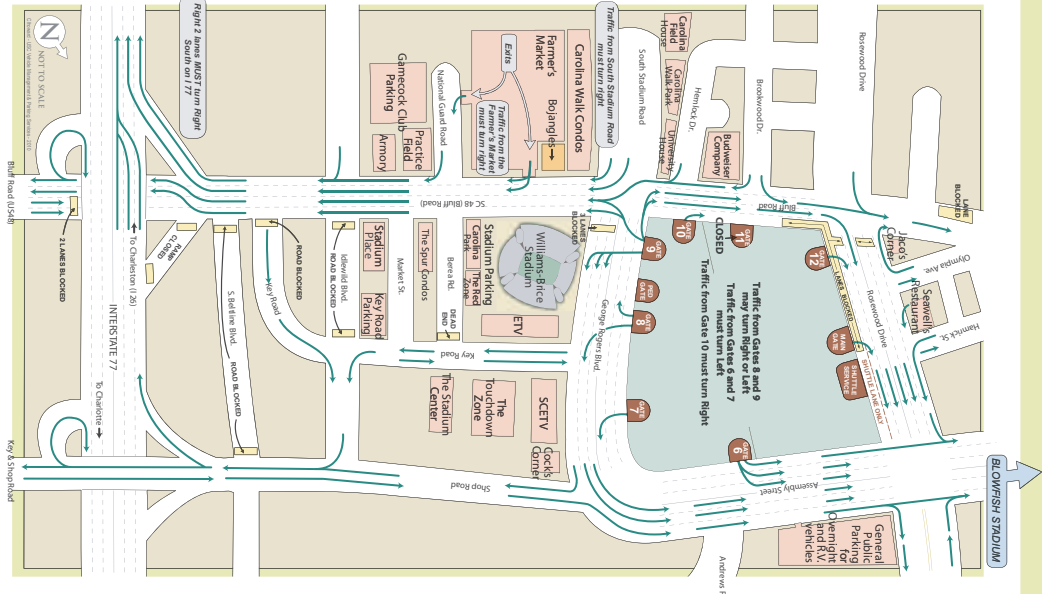 BLOWFISH STADIUM
Rosewood Drive
LANE
BLOCKED
Olympia Ave.
Hamrick St.
Jaco's
Corner
Seawell's
Restaurant
Rosewood Drive
SHUTTLE LANE ONLY
LANES BLOCKED
MAIN
GATE
SHUTTLE
SERVICE
GATE
12
GATE
11
CLOSED
GATE
10
GATE
9
PED
GATE
GATE
8
GATE
7
GATE
6
Traffic from Gates 8 and 9
may turn Right or Left
Traffic from Gates 6 and 7
must turn Left
Traffic from Gate 10 must turn Right
Assembly Street
General
Public
Parking
for
Overnight
and R.V.
vehicles
Brookwood Dr.
Bluff Road
Budweiser
Company
Hemlock Dr.
Carolina
Field
House
Carolina
Walk Park
University
House
South Stadium Road
Traffic from South Stadium Road
must turn right
3 LANES
BLOCKED
George Rogers Blvd.
Carolina Walk Condos
Farmer's
Market
Bojangles
Exits
Traffic from the
Farmer's Market
must turn right
National Guard Road
Gamecock Club
Parking
Practice
Field
Armory
SC 48 (Bluff Road)
Williams-Brice
Stadium
Stadium Parking
Carolina
Park
The Red
Zone
ETV
Berea Rd.
DEAD
END
The Spur Condos
Market St.
Stadium
Place
Key Road
Parking
Key Road
SCETV
Cock's
Corner
The
Touchdown
Zone
The Stadium
Center
Shop Road
Idlewild Blvd.
ROAD BLOCKED
ROAD BLOCKED
Key Road
S. Beltline Blvd.
ROAD BLOCKED
RAMP
CLOSED
Right 2 lanes MUST turn Right
South on I 77
To Charleston (I 26)
INTERSTATE 77
To Charlotte
2 LANES BLOCKED
Key & Shop Road
N
NOT TO SCALE